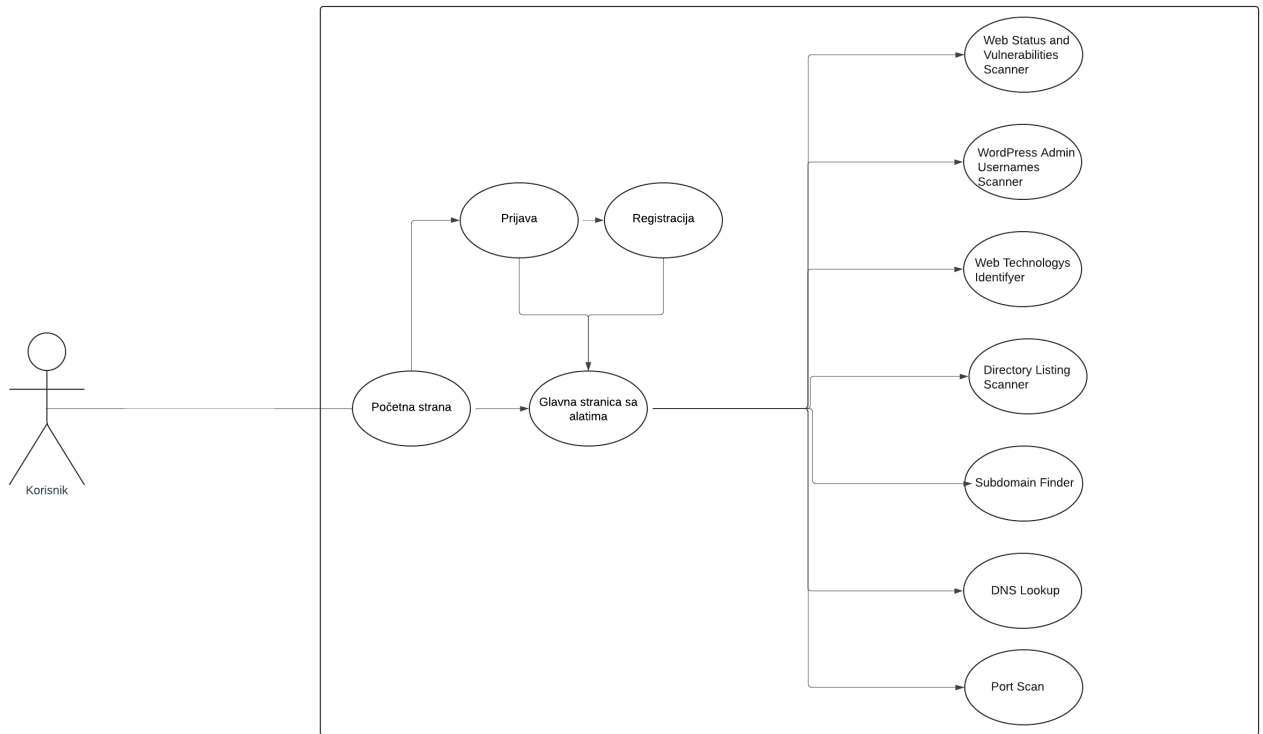 Web Status and
Vulnerabilities
Scanner
WordPress Admin
Usernames
Scanner
Prijava
Registracija
Web Technologys
Identifyer
Directory Listing
Scanner
Početna strana
Glavna stranica sa
alatima
Korisnik
Subdomain Finder
DNS Lookup
Port Scan